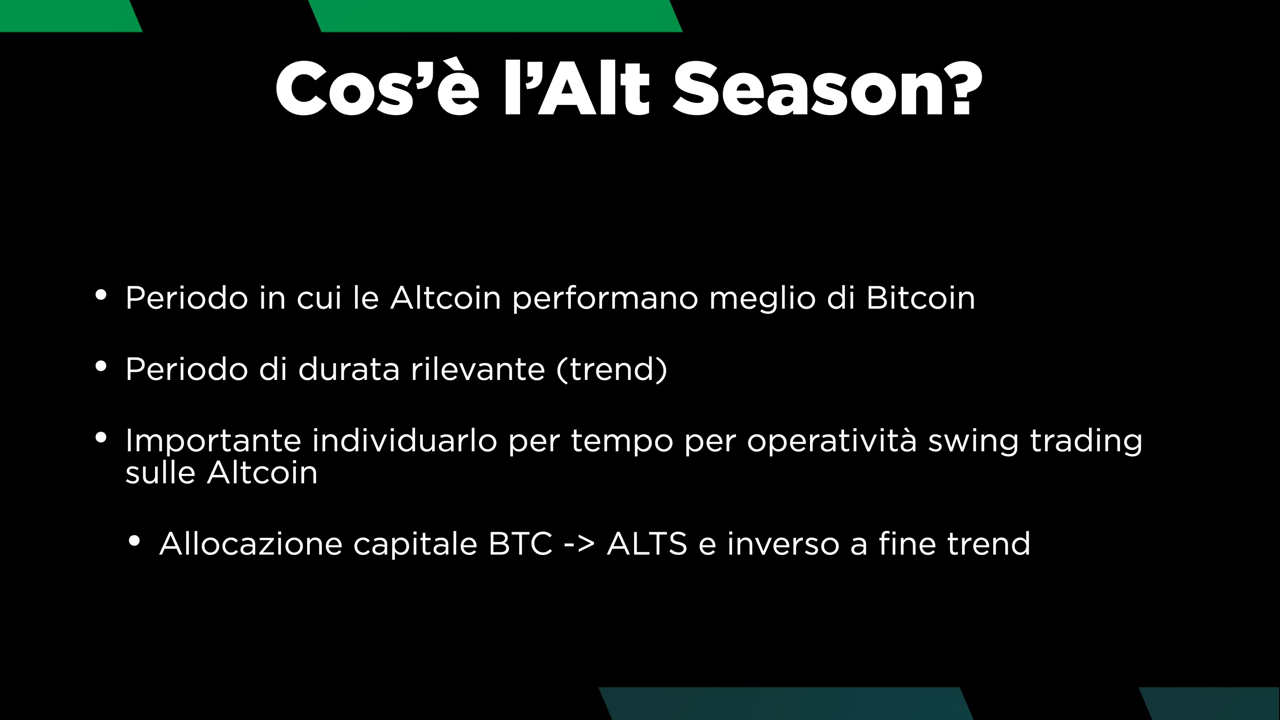 Cos’è l’Alt Season?
• Periodo in cui le Altcoin performano meglio di Bitcoin
• Periodo di durata rilevante (trend)
• Importante individuarlo per tempo per operatività swing trading
sulle Altcoin
• Allocazione capitale BTC -> ALTS e inverso a fine trend